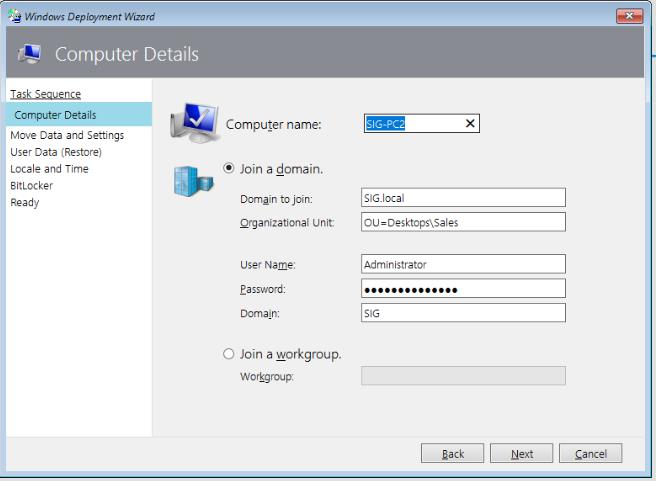 Windows Deployment Wizard
Computer Details
Task Sequence
Computer Details
Move Data and Settings
User Data (Restore)
Locale and Time
BitLocker
Ready
Computer name:
SIG-PC2
Join a domain.
Domain to join:
SIG.local
Organizational Unit:
OU=Desktops\Sales
User Name:
Administrator
Password:
●●●●●●●●●●●●●●
Domain:
SIG
Join a workgroup.
Workgroup:
Back
Next
Cancel